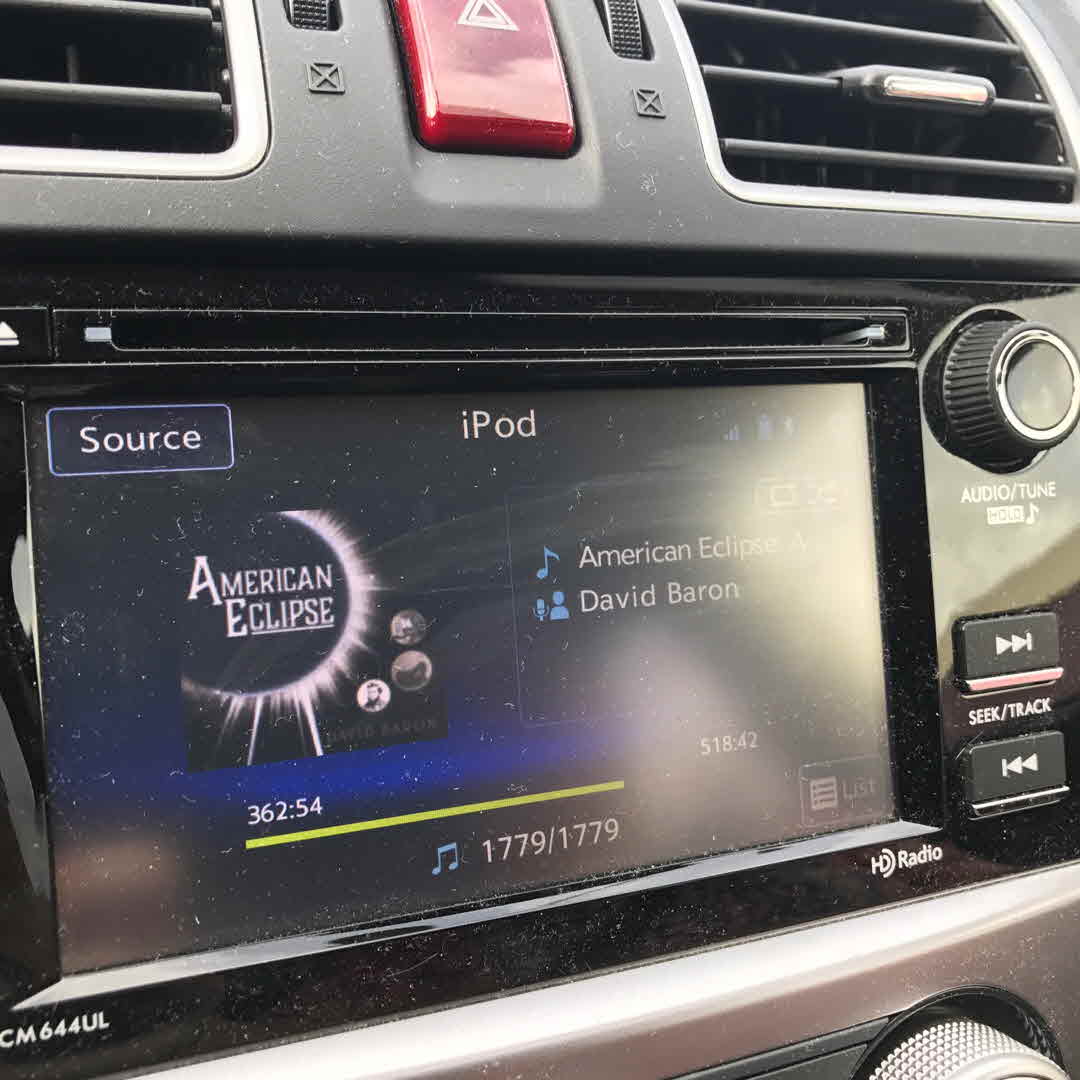 Source
iPod
AUDIO/TUNE
HOLD
AMERICAN
ECLIPSE
American Eclipse: A
David Baron
DAVID BARON
SEEK/TRACK
518:42
362:54
List
1779/1779
HD Radio
CM644UL